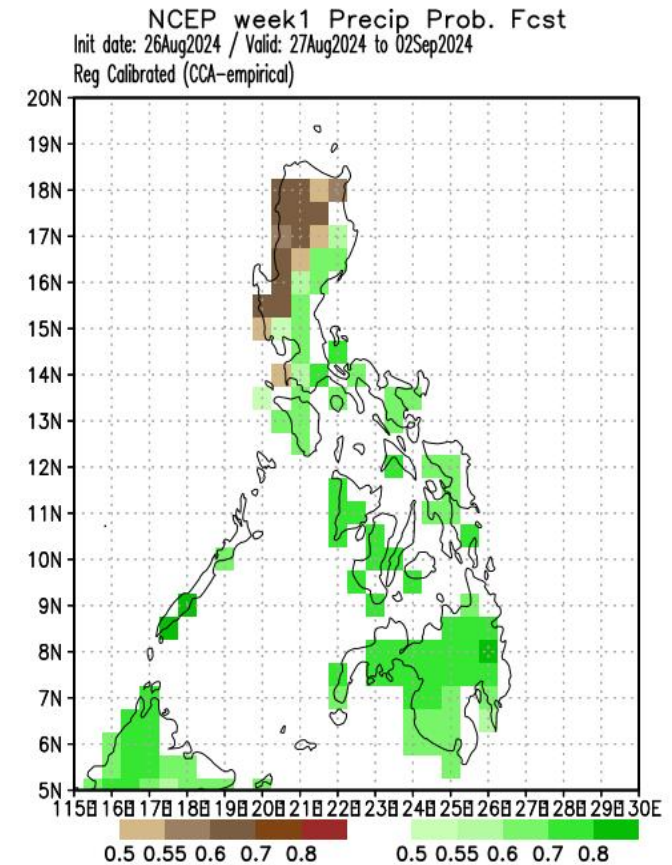 NCEP week1 Precip Prob. Fcst
Init date: 26Aug2024 / Valid: 27Aug2024 to 02Sep2024
Reg Calibrated (CCA-empirical)
20N
19N
18N
17N
16N
15N
14N
13N
12N
11N
10N
9N
8N
7N
6N
5N
115E 116E 117E 118E 119E 120E 121E 122E 123E 124E 125E 126E 127E 128E 129E 130E
0.5 0.55 0.6 0.7 0.8 0.5 0.55 0.6 0.7 0.8